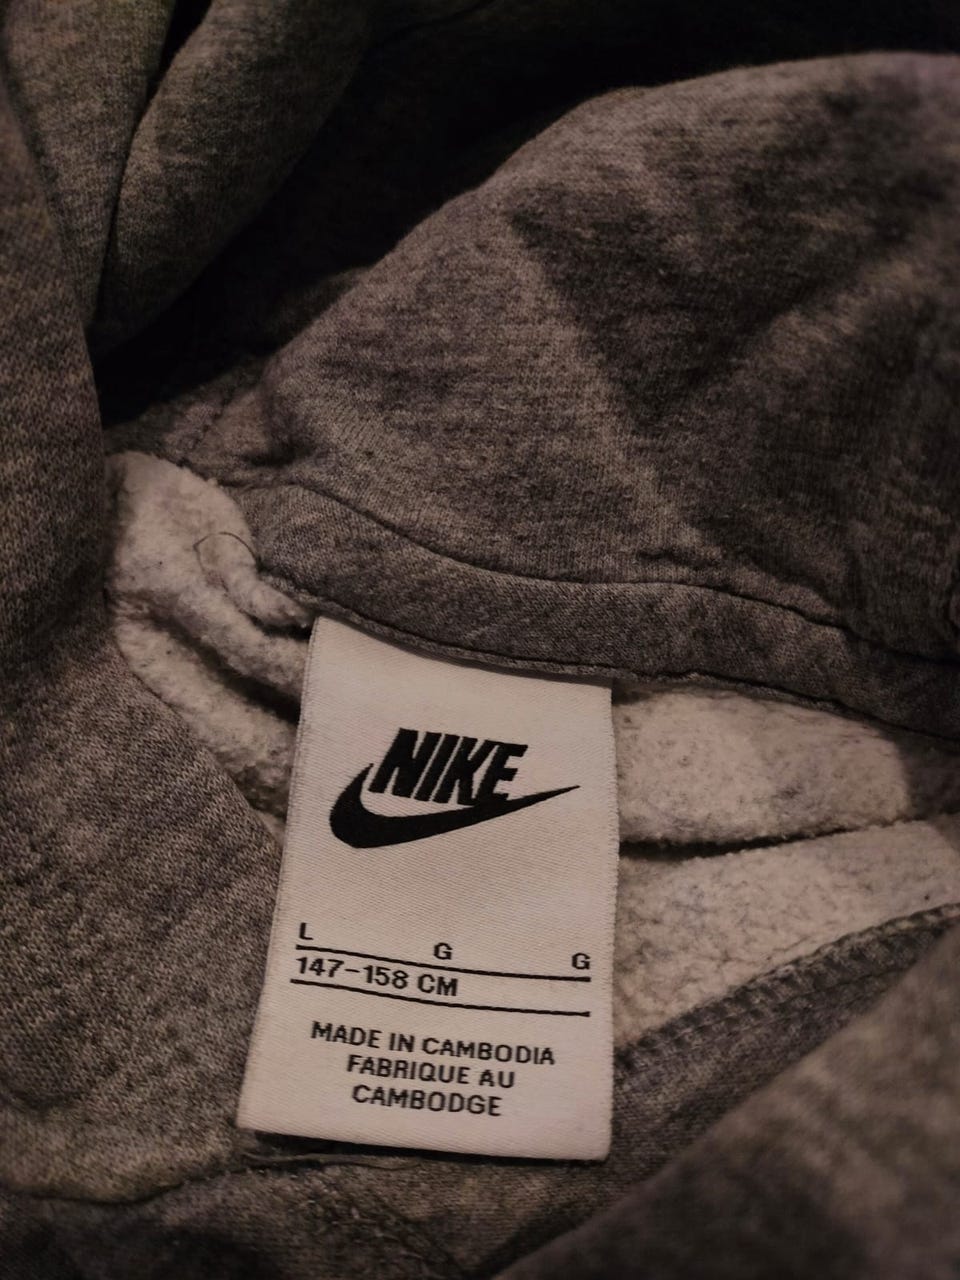 NIKE
L G G
147-158 CM
MADE IN CAMBODIA
FABRIQUE AU
CAMBODGE